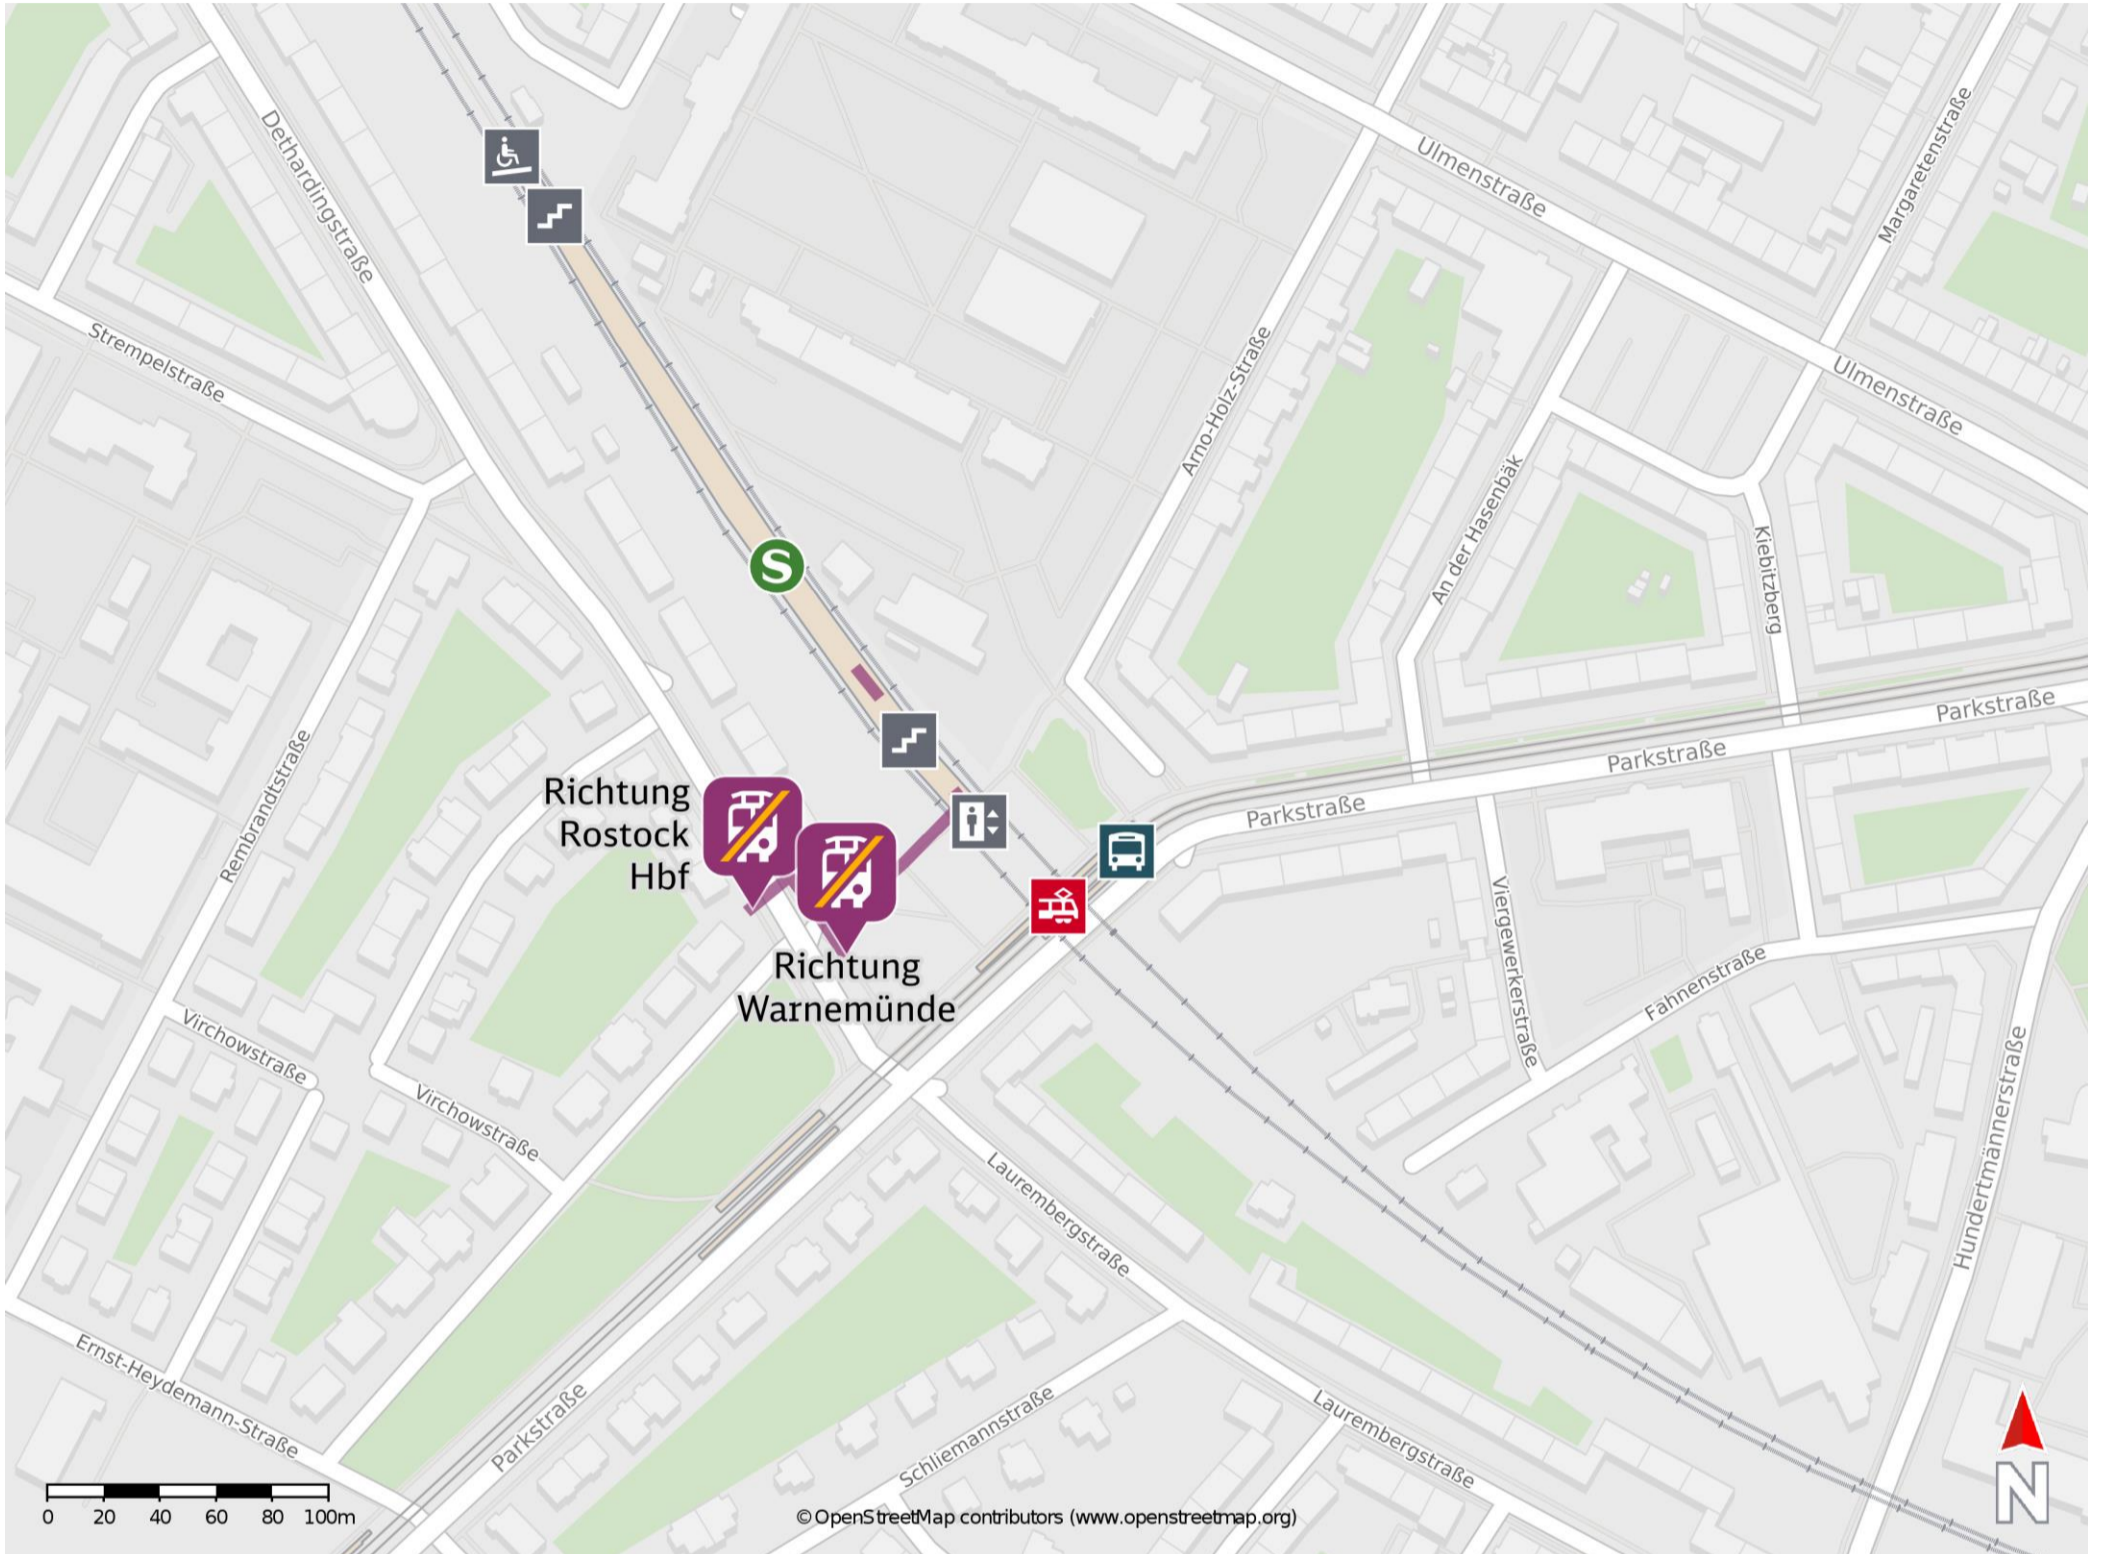 Ulmenstraße
Margaretenstraße
Dethardingstraße
Strempelstraße
Arno-Holz-Straße
Ulmenstraße
An der Hasenbäk
Kiebitzberg
S
Parkstraße
Parkstraße
Parkstraße
Rembrandtstraße
Richtung
Rostock
Hbf
Richtung
Warnemünde
Viergewerkerstraße
Fahnenstraße
Virchowstraße
Virchowstraße
Hundertmännerstraße
Laurembergstraße
Ernst-Heydemann-Straße
Parkstraße
Schliemannstraße
Laurembergstraße
0 20 40 60 80 100m
© OpenStreetMap contributors (www.openstreetmap.org)
N